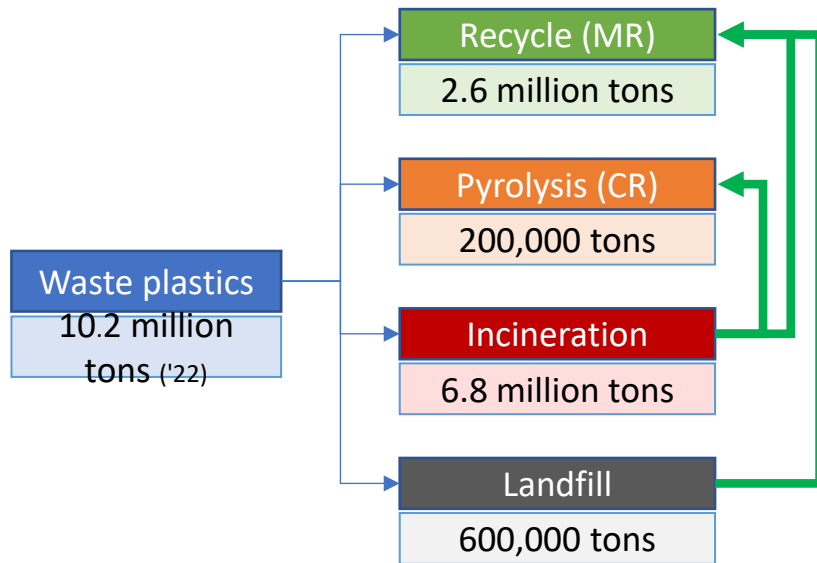 Recycle (MR)
2.6 million tons
Pyrolysis (CR)
200,000 tons
Waste plastics
10.2 million
tons ('22)
Incineration
6.8 million tons
Landfill
600,000 tons